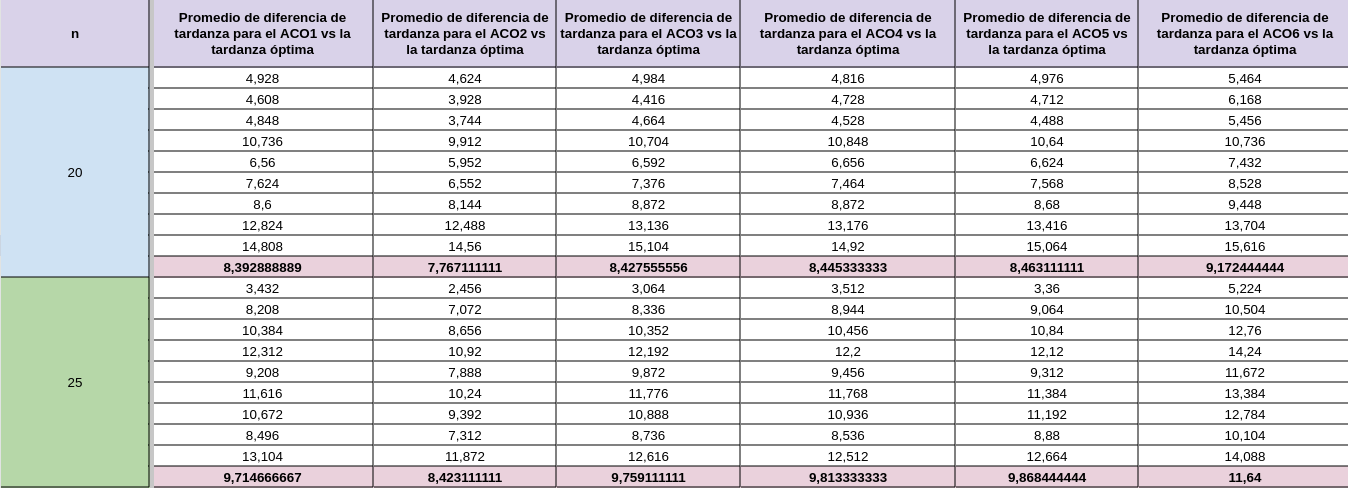 n
Promedio de diferencia de
tardanza para el ACO1 vs la
tardanza óptima
Promedio de diferencia de
tardanza para el ACO2 vs
la tardanza óptima
Promedio de diferencia de
tardanza para el ACO3 vs la
tardanza óptima
Promedio de diferencia de
tardanza para el ACO4 vs la
tardanza óptima
Promedio de diferencia de
tardanza para el ACO5 vs
la tardanza óptima
Promedio de diferencia de
tardanza para el ACO6 vs la
tardanza óptima
20
4,928 4,624 4,984 4,816 4,976 5,464
4,608 3,928 4,416 4,728 4,712 6,168
4,848 3,744 4,664 4,528 4,488 5,456
10,736 9,912 10,704 10,848 10,64 10,736
6,56 5,952 6,592 6,656 6,624 7,432
7,624 6,552 7,376 7,464 7,568 8,528
8,6 8,144 8,872 8,872 8,68 9,448
12,824 12,488 13,136 13,176 13,416 13,704
14,808 14,56 15,104 14,92 15,064 15,616
8,392888889 7,767111111 8,427555556 8,445333333 8,463111111 9,172444444
25
3,432 2,456 3,064 3,512 3,36 5,224
8,208 7,072 8,336 8,944 9,064 10,504
10,384 8,656 10,352 10,456 10,84 12,76
12,312 10,92 12,192 12,2 12,12 14,24
9,208 7,888 9,872 9,456 9,312 11,672
11,616 10,24 11,776 11,768 11,384 13,384
10,672 9,392 10,888 10,936 11,192 12,784
8,496 7,312 8,736 8,536 8,88 10,104
13,104 11,872 12,616 12,512 12,664 14,088
9,714666667 8,423111111 9,759111111 9,813333333 9,868444444 11,64